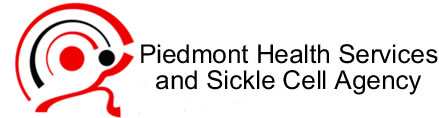 Piedmont Health Services
and Sickle Cell Agency